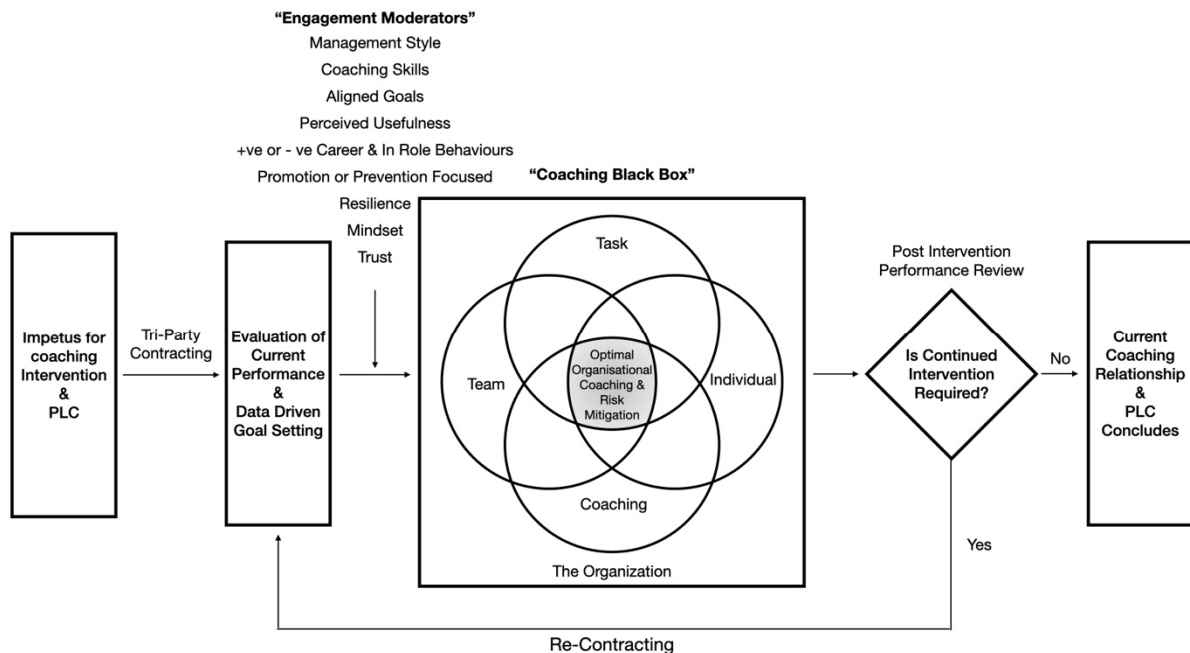 “Engagement Moderators”
Management Style
Coaching Skills
Aligned Goals
Perceived Usefulness
+ve or - ve Career & In Role Behaviours
Promotion or Prevention Focused
Resilience
Mindset
Trust
Impetus for
coaching
Intervention
&
PLC
Tri-Party
Contracting
Evaluation of
Current
Performance
&
Data Driven
Goal Setting
“Coaching Black Box”
Task
Team
Optimal
Organisational
Coaching &
Risk
Mitigation
Individual
Coaching
The Organization
Post Intervention
Performance Review
Is Continued
Intervention
Required?
No
Yes
Current
Coaching
Relationship
&
PLC
Concludes
Re-Contracting